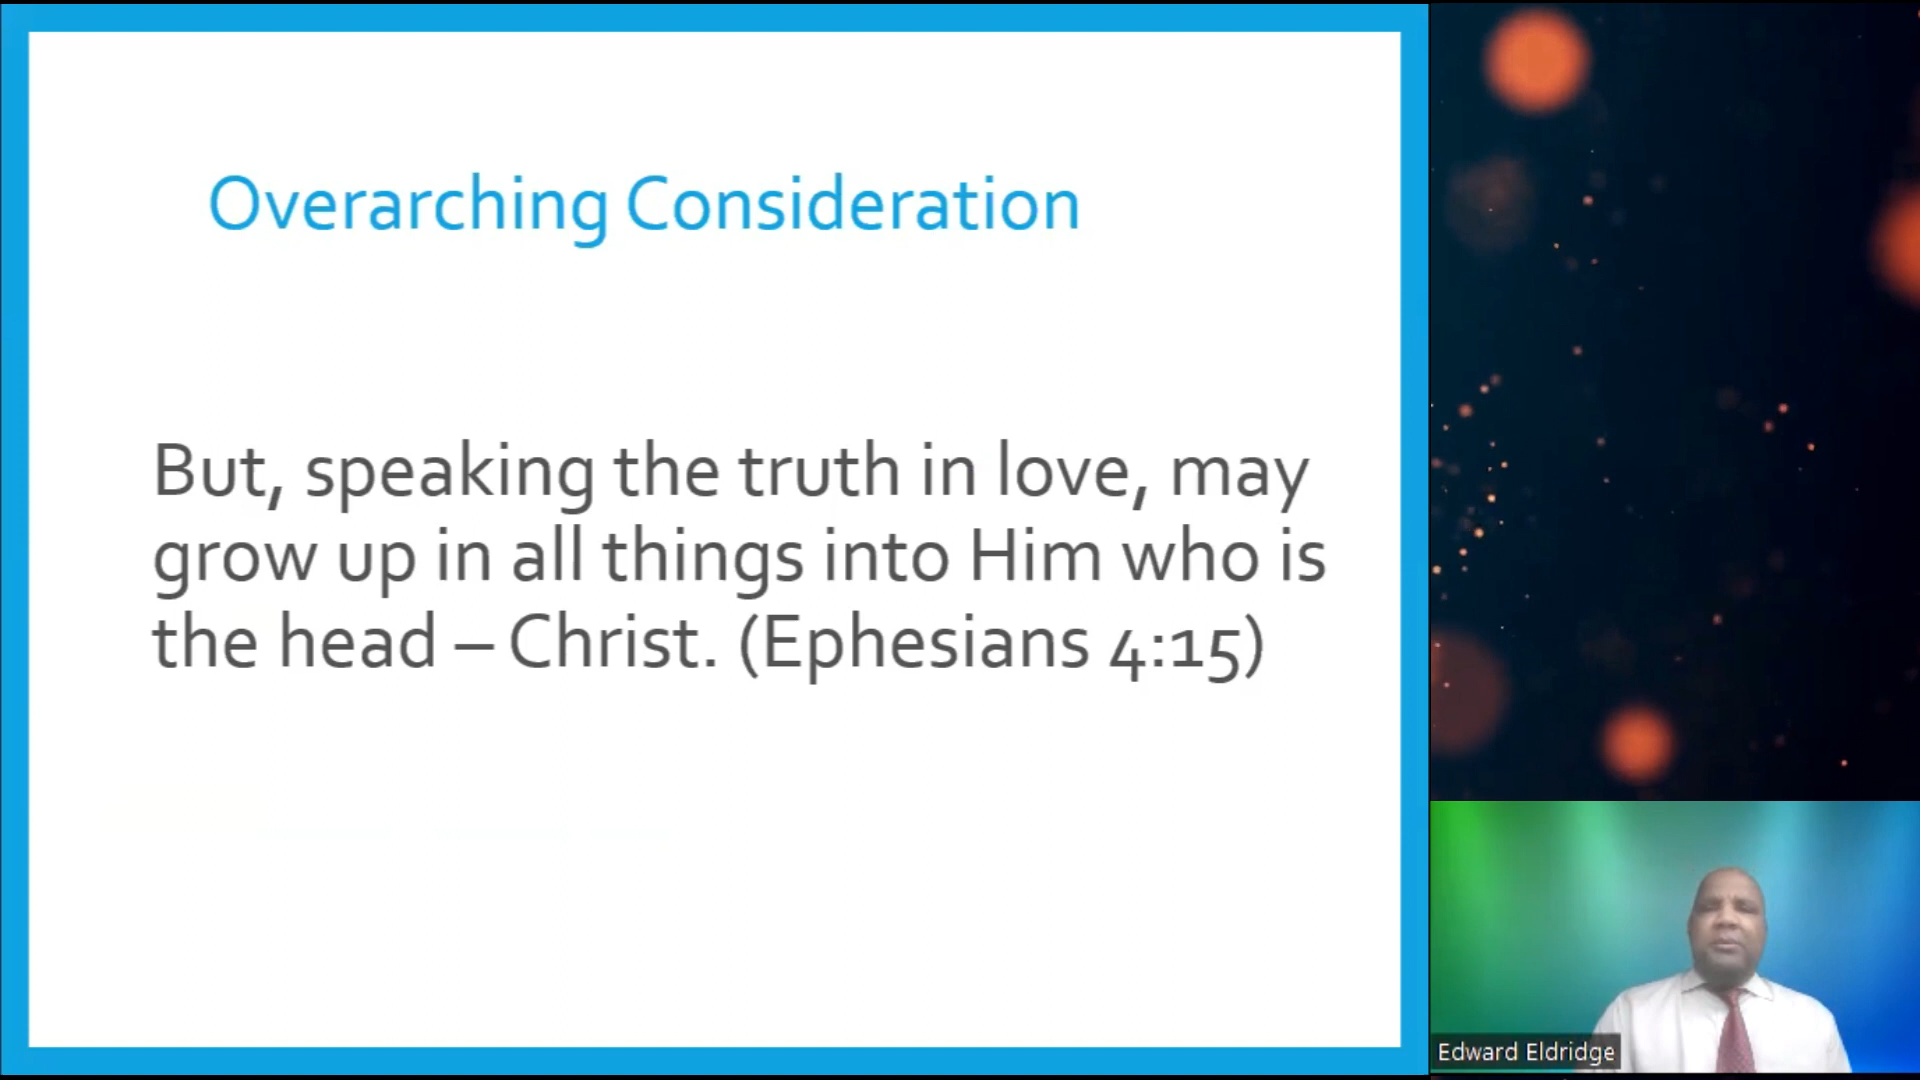 Overarching Consideration
But, speaking the truth in love, may
grow up in all things into Him who is
the head – Christ. (Ephesians 4:15)
Edward Eldridge